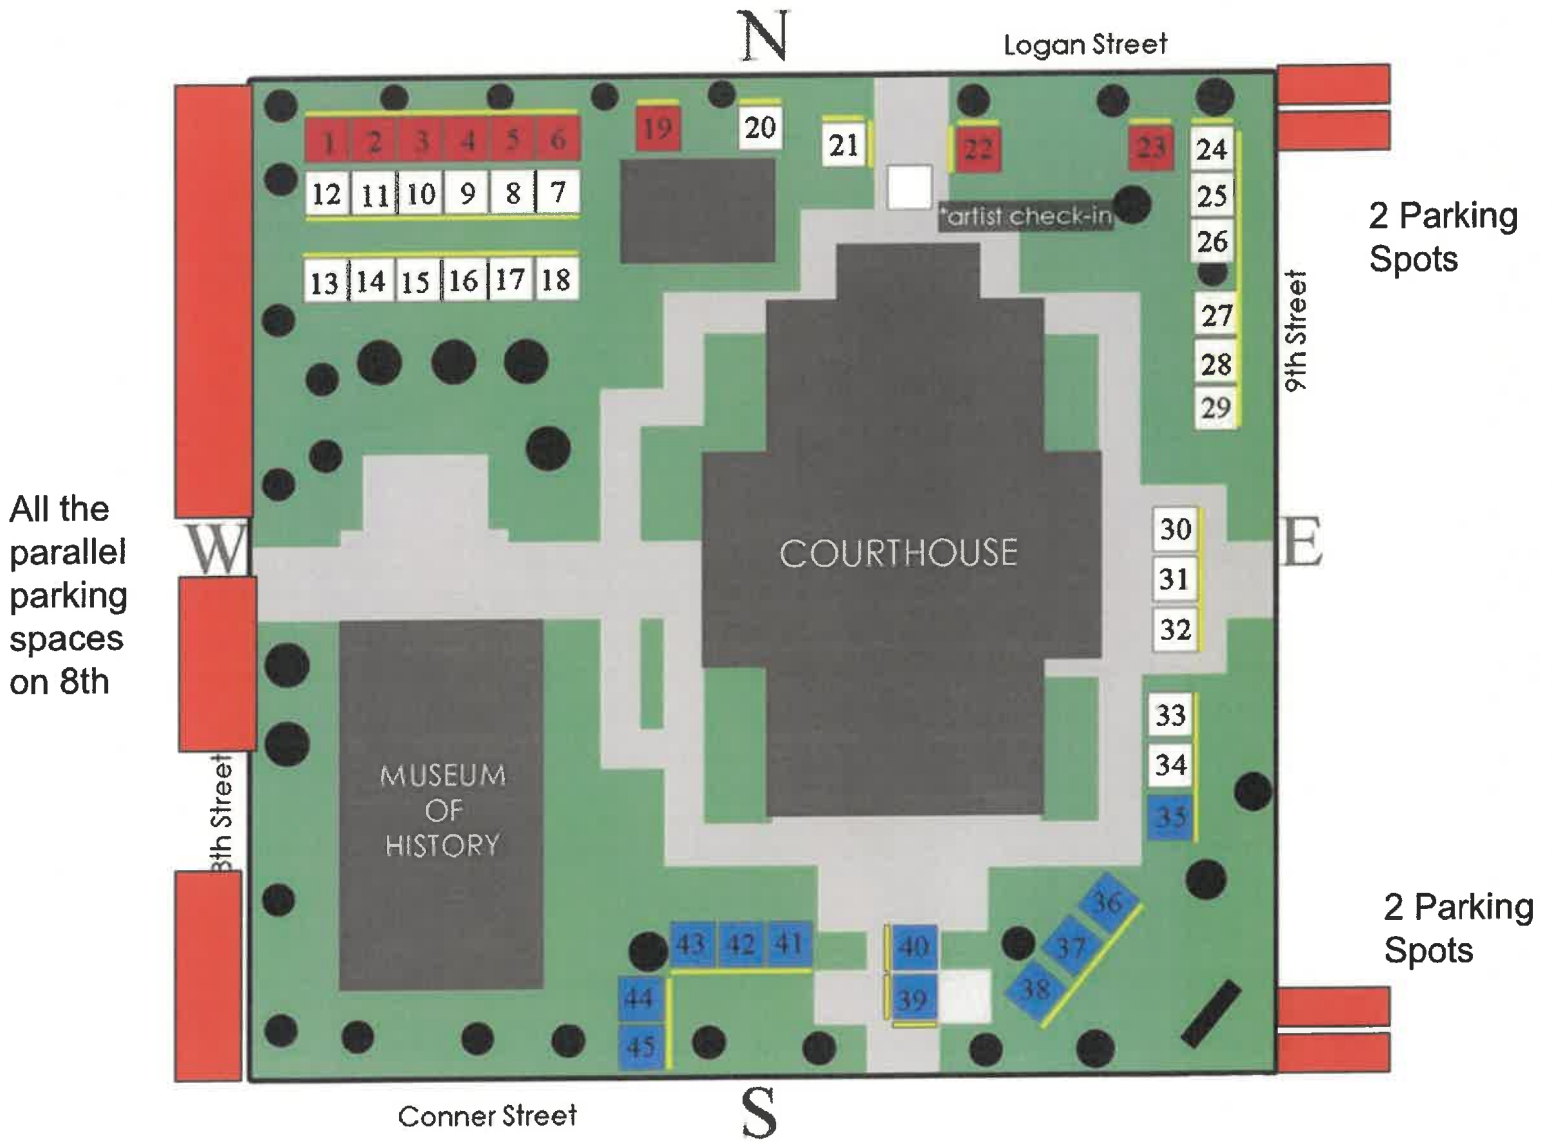 N
Logan Street
1 2 3 4 5 6
19
20
21
22
23
24
12 11 10 9 8 7
25
*artist check-in
26
2 Parking
Spots
13 14 15 16 17 18
27
28
29
9th Street
All the
parallel
parking
spaces
on 8th
W
E
COURTHOUSE
30
31
32
33
34
35
MUSEUM
OF
HISTORY
8th Street
36
37
38
2 Parking
Spots
43 42 41
40
39
44
45
Conner Street
S